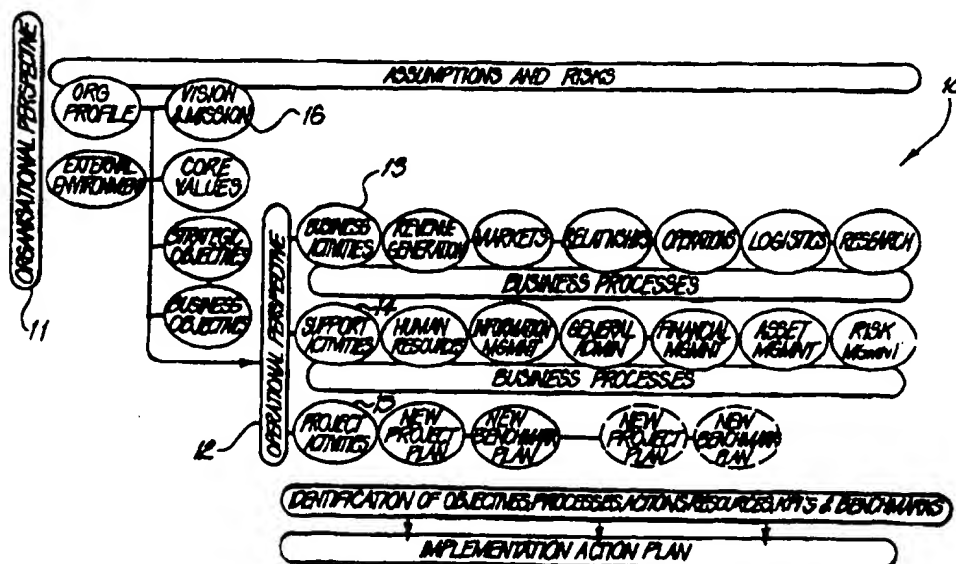 ORGANISATIONAL PERSPECTIVE
11
ASSUMPTIONS AND RISKS
ORG
PROFILE
VISION
&MISSION
16
EXTERNAL
ENVIRONMENT
CORE
VALUES
STRATEGIC
OBJECTIVES
BUSINESS
OBJECTIVES
OPERATIONAL PERSPECTIVE
12
13
BUSINESS
ACTIVITIES
REVENUE
GENERATION
MARKETS
RELATIONSHIPS
OPERATIONS
LOGISTICS
RESEARCH
BUSINESS PROCESSES
14
SUPPORT
ACTIVITIES
HUMAN
RESOURCES
INFORMATION
MGMNT
GENERAL
ADMIN
FINANCIAL
MGMNT
ASSET
MGMNT
RISK
MGMNT
BUSINESS PROCESSES
15
PROJECT
ACTIVITIES
NEW
PROJECT
PLAN
NEW
BENCHMARK
PLAN
NEW
PROJECT
PLAN
NEW
BENCHMARK
PLAN
IDENTIFICATION OF OBJECTIVES,PROCESSES,ACTIONS,RESOURCES,KPI'S & BENCHMARKS
IMPLEMENTATION ACTION PLAN